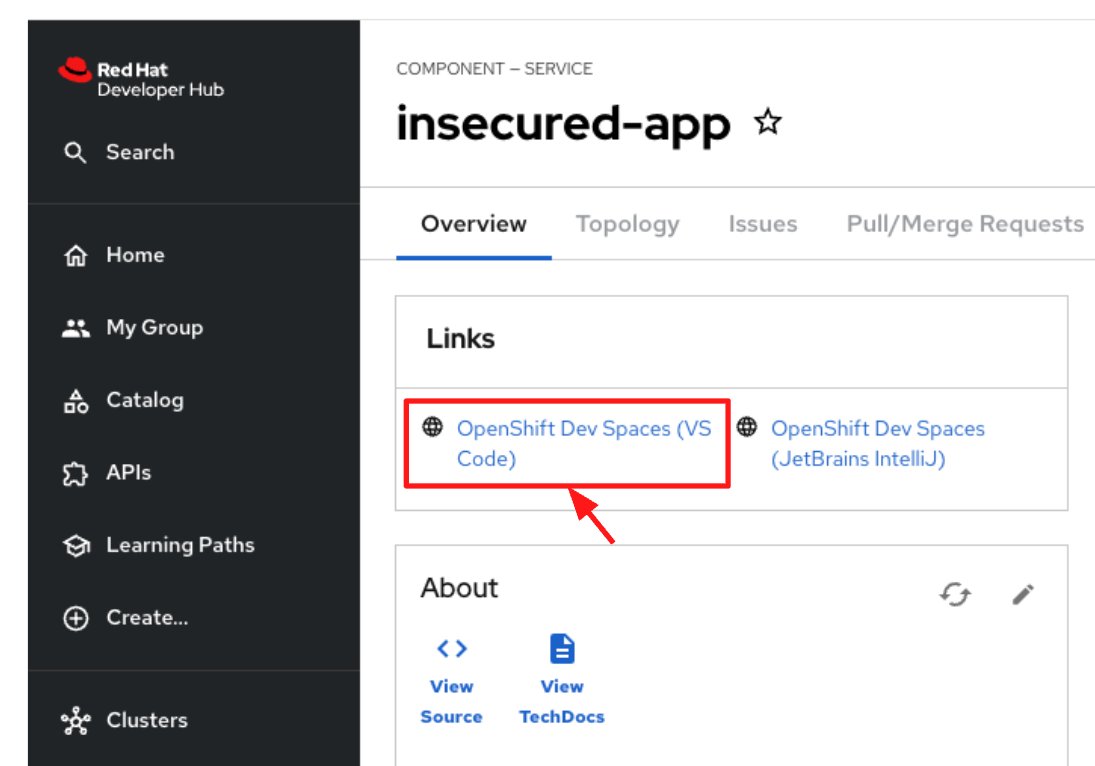 Red Hat
Developer Hub
Search
Home
My Group
Catalog
APIs
Learning Paths
Create...
Clusters
COMPONENT – SERVICE
insecured-app
Overview Topology Issues Pull/Merge Requests
Links
OpenShift Dev Spaces (VS
Code)
OpenShift Dev Spaces
(JetBrains IntelliJ)
About
View
Source
View
TechDocs